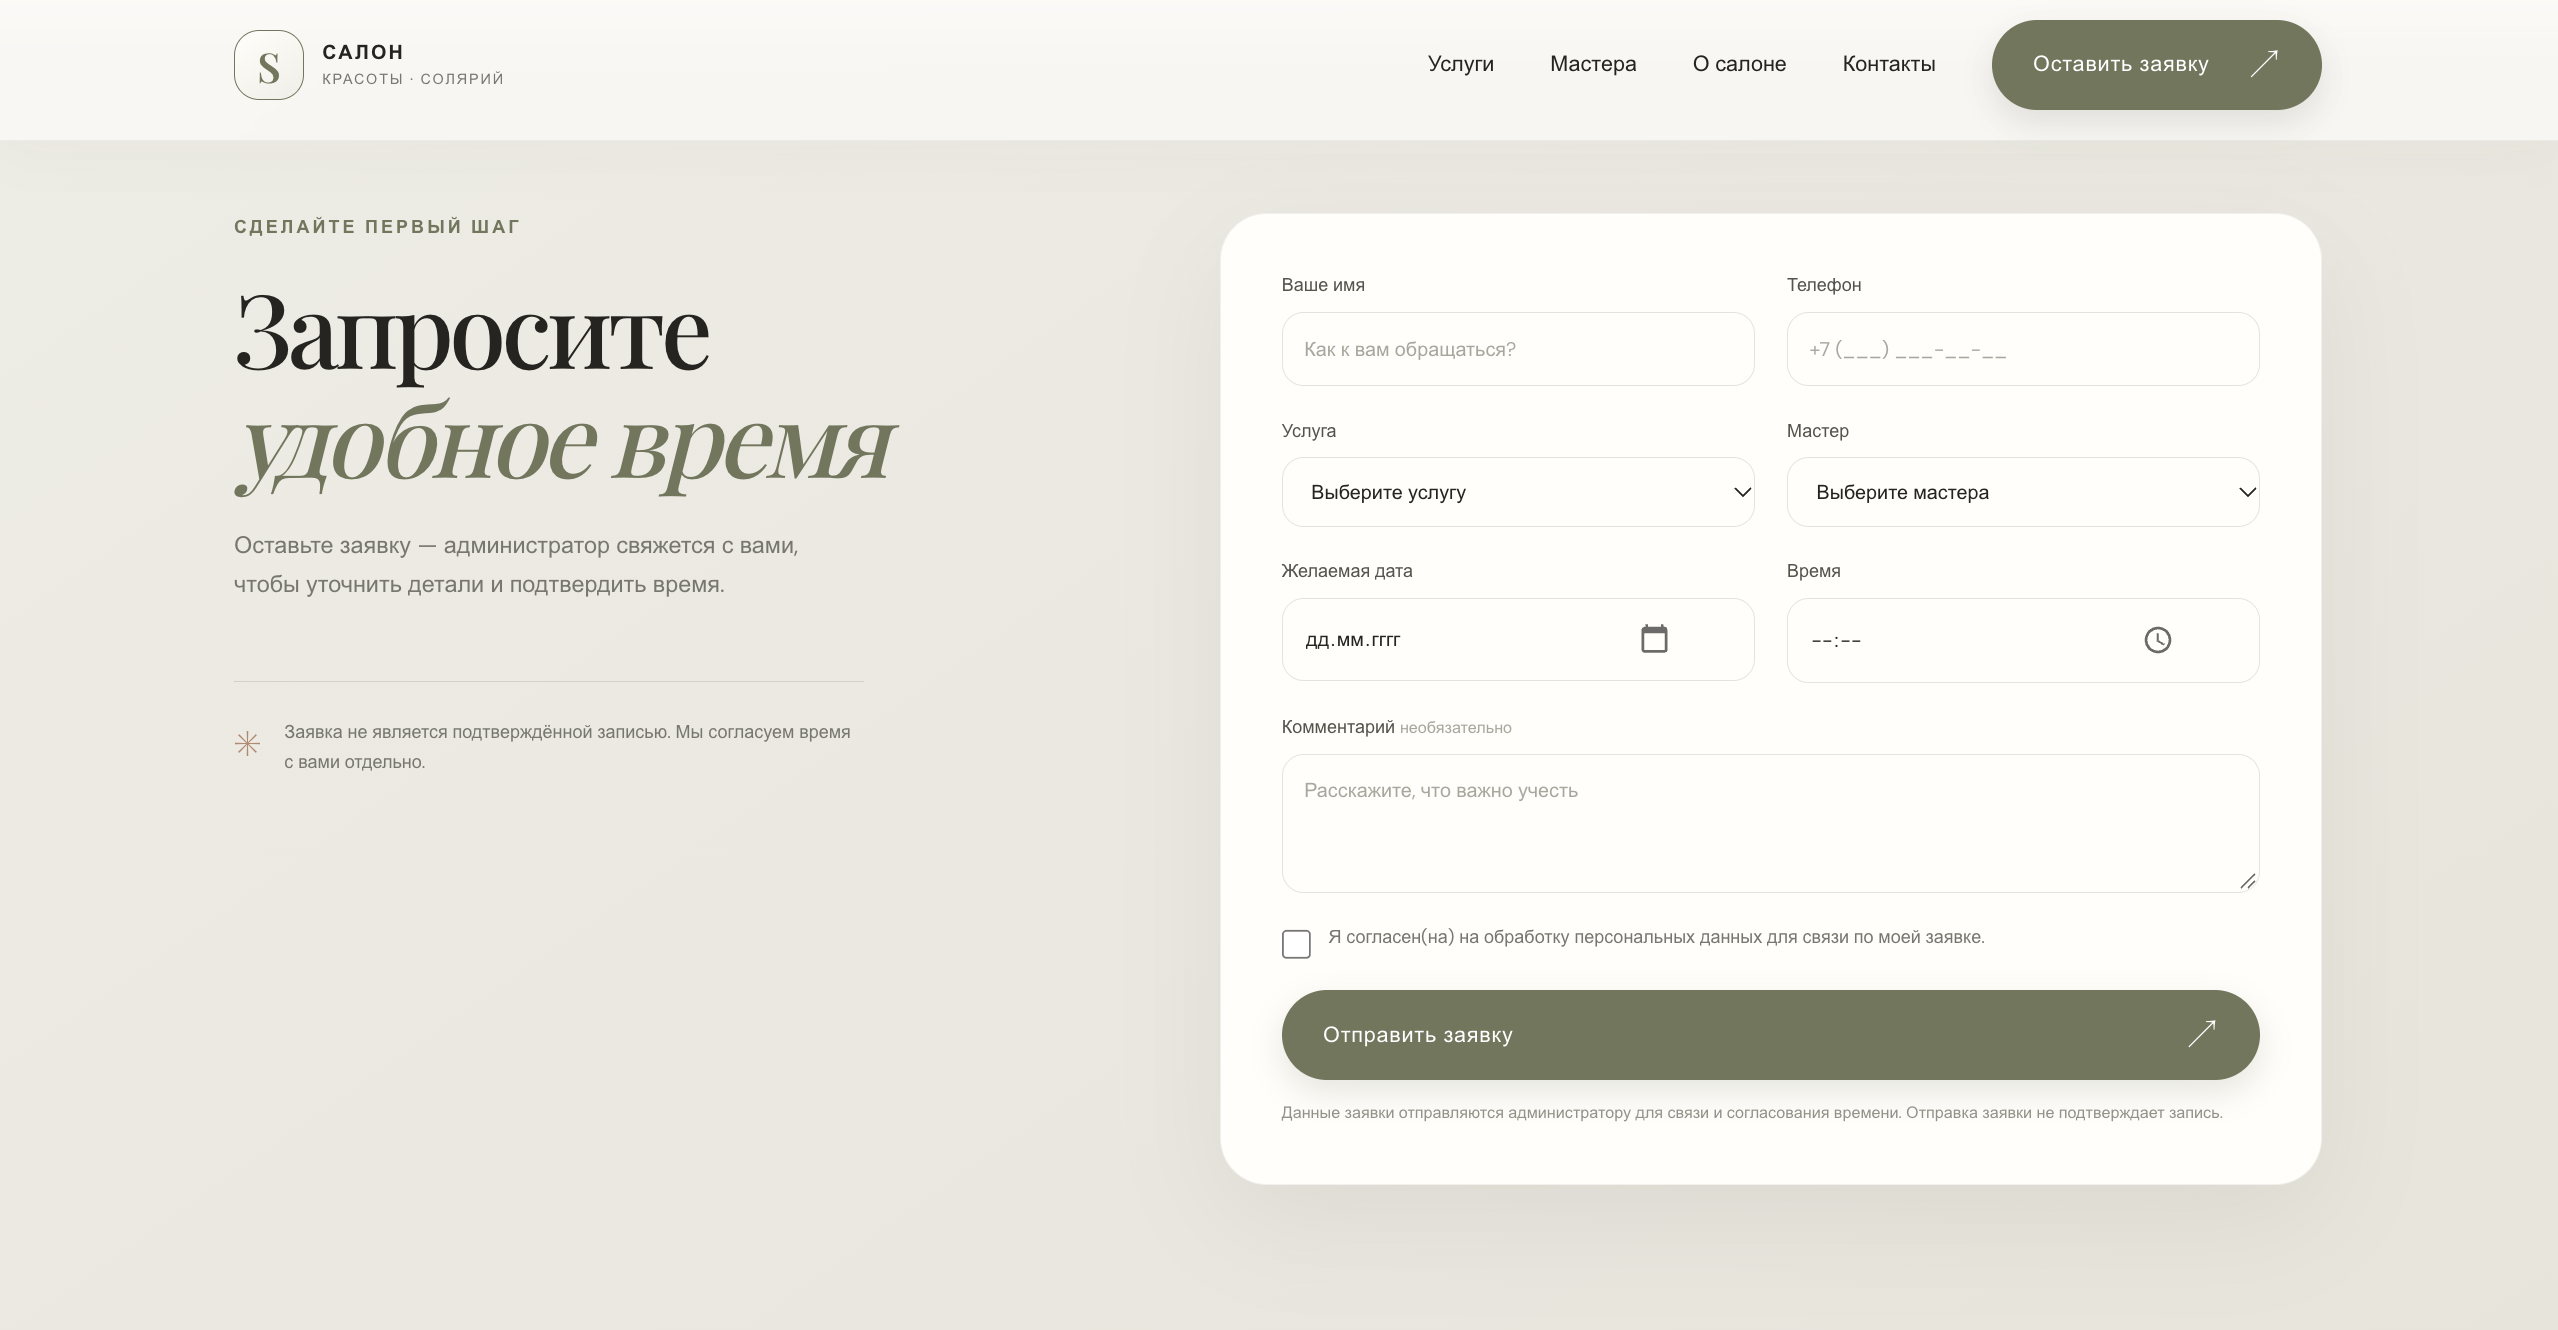 S
САЛОН
КРАСОТЫ · СОЛЯРИЙ
Услуги
Мастера
О салоне
Контакты
Оставить заявку
СДЕЛАЙТЕ ПЕРВЫЙ ШАГ
Запросите
удобное время
Оставьте заявку — администратор свяжется с вами,
чтобы уточнить детали и подтвердить время.
Заявка не является подтверждённой записью. Мы согласуем время
с вами отдельно.
Ваше имя
Как к вам обращаться?
Телефон
+7 (___) ___-__-__
Услуга
Выберите услугу
Мастер
Выберите мастера
Желаемая дата
дд.мм.гггг
Время
--:--
Комментарий необязательно
Расскажите, что важно учесть
Я согласен(на) на обработку персональных данных для связи по моей заявке.
Отправить заявку
Данные заявки отправляются администратору для связи и согласования времени. Отправка заявки не подтверждает запись.